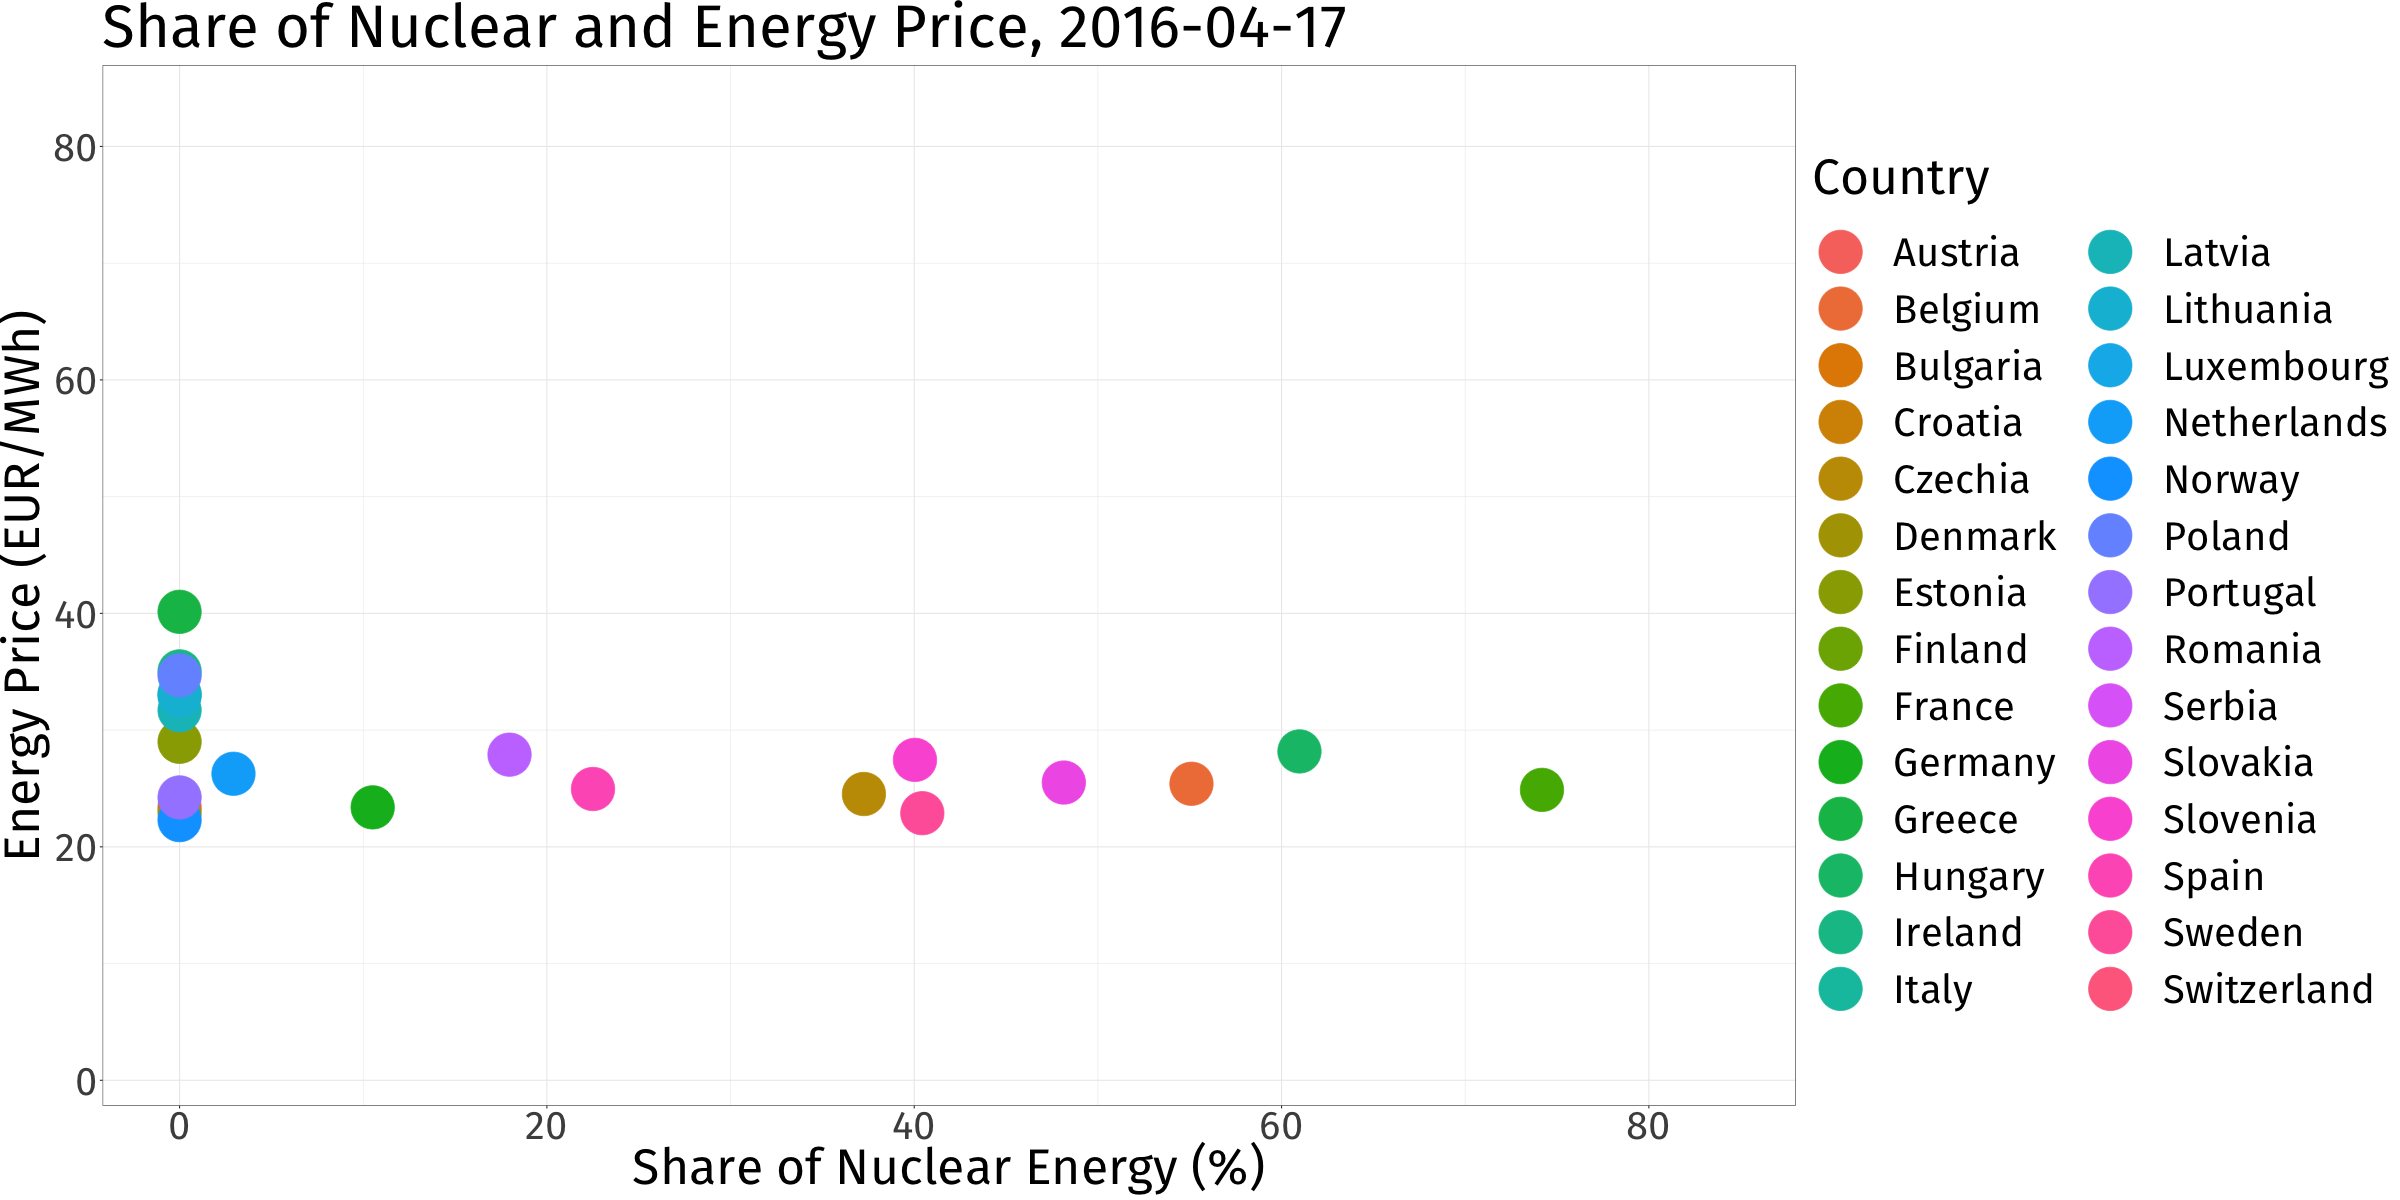 Share of Nuclear and Energy Price, 2016-04-17
Energy Price (EUR/MWh)
80
60
40
20
0
0 20 40 60 80
Share of Nuclear Energy (%)
Country
Austria
Belgium
Bulgaria
Croatia
Czechia
Denmark
Estonia
Finland
France
Germany
Greece
Hungary
Ireland
Italy
Latvia
Lithuania
Luxembourg
Netherlands
Norway
Poland
Portugal
Romania
Serbia
Slovakia
Slovenia
Spain
Sweden
Switzerland